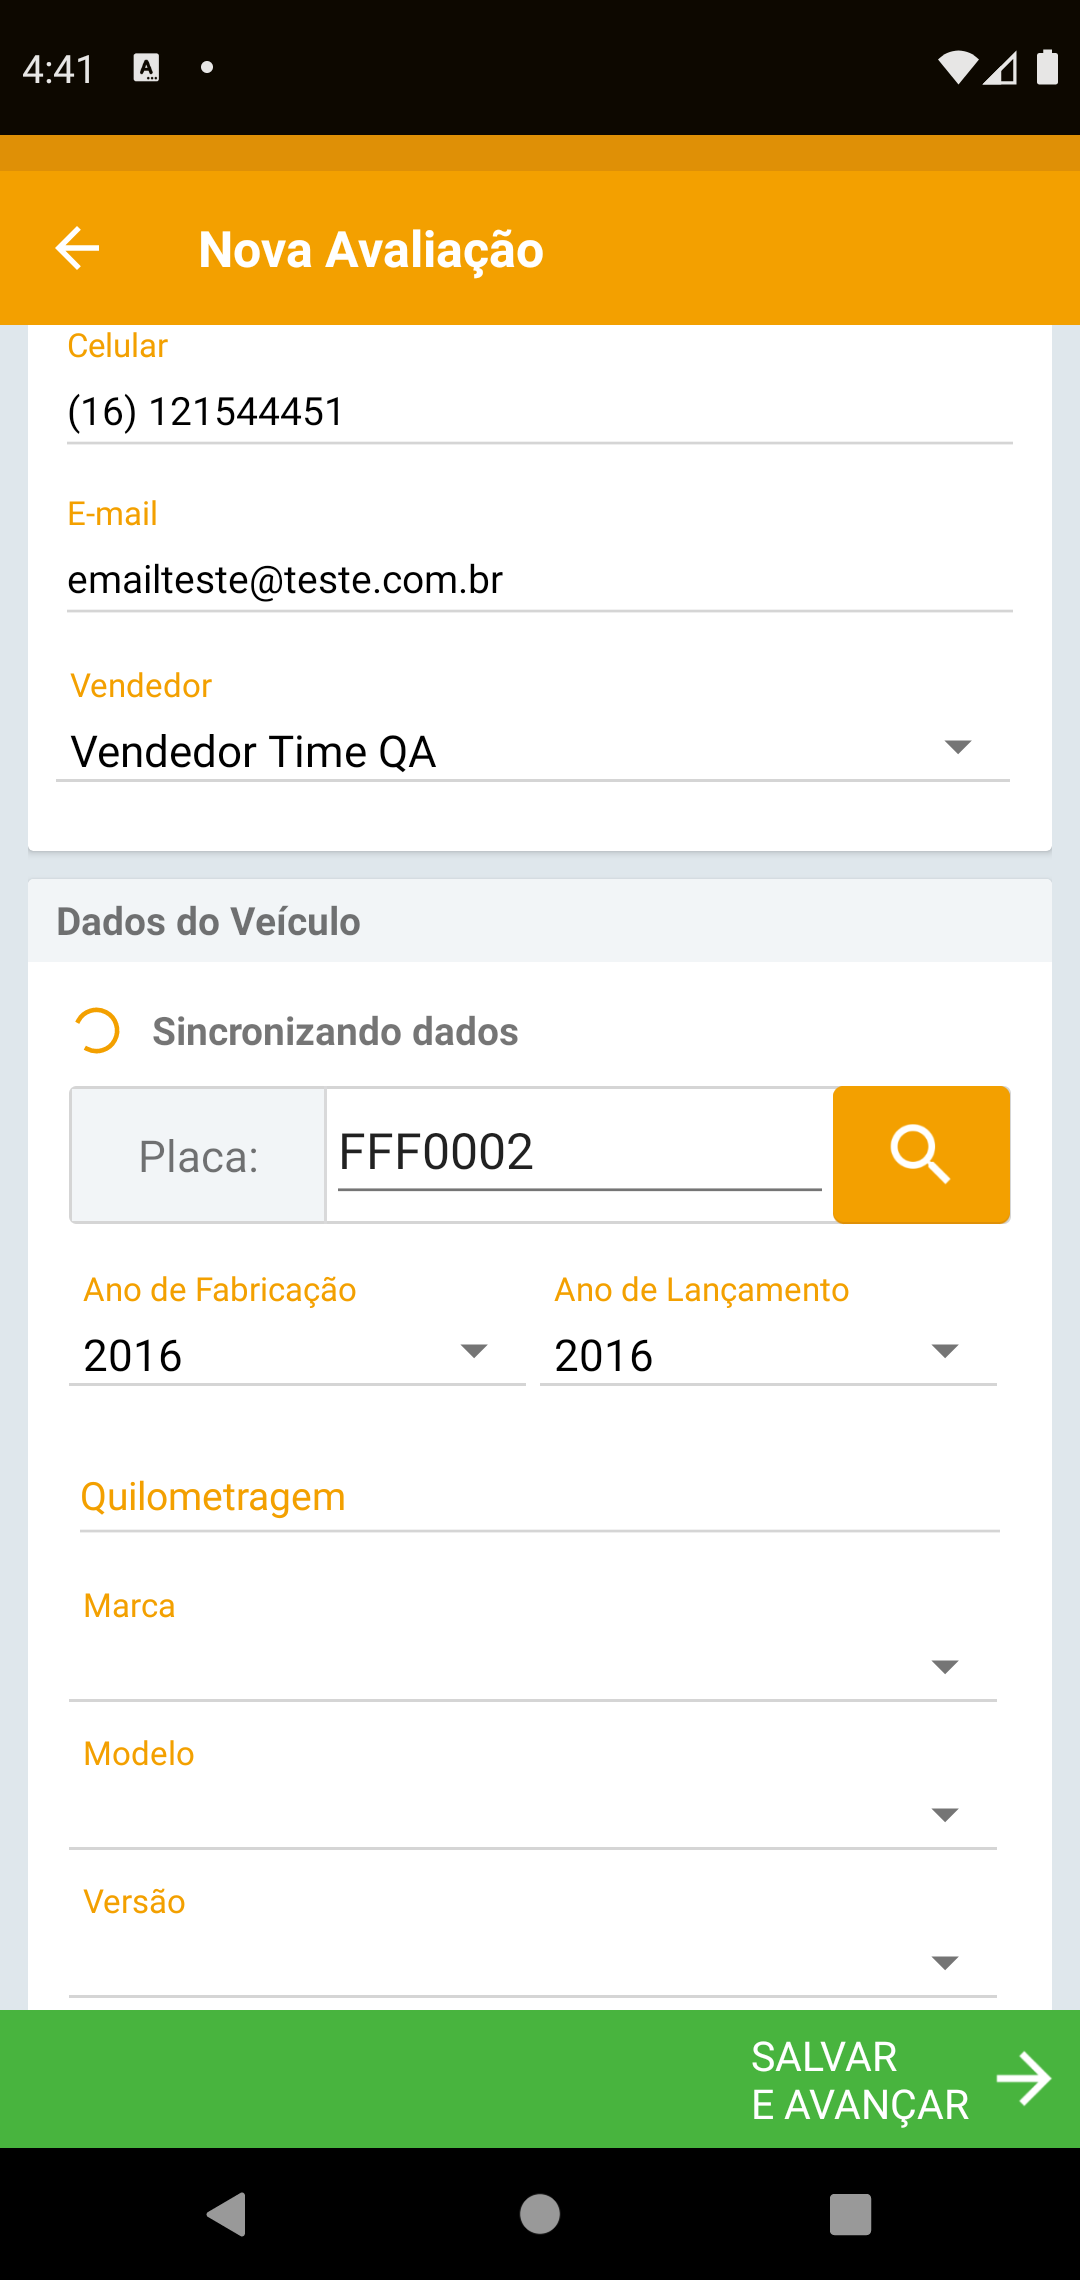 4:41
Nova Avaliação
Celular
(16) 121544451
E-mail
emailteste@teste.com.br
Vendedor
Vendedor Time QA
Dados do Veículo
Sincronizando dados
Placa:
FFF0002
Ano de Fabricação
Ano de Lançamento
2016
2016
Quilometragem
Marca
Modelo
Versão
SALVAR
E AVANÇAR